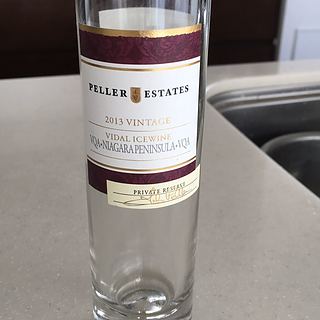 PELLER ESTATES
2013 VINTAGE
VIDAL ICEWINE
VQA•NIAGARA PENINSULA•VQA
PRIVATE RESERVE